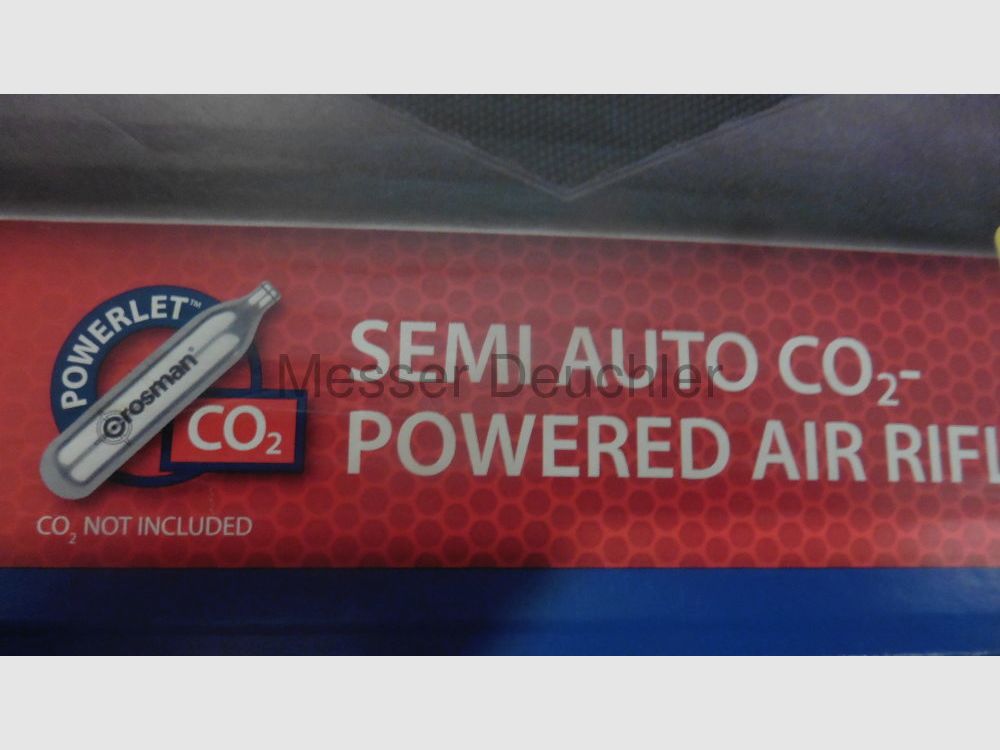 POWERLET™
Crosman®
CO₂
CO₂ NOT INCLUDED
SEMI AUTO CO₂-
POWERED AIR RIFL
Messer Deuchler